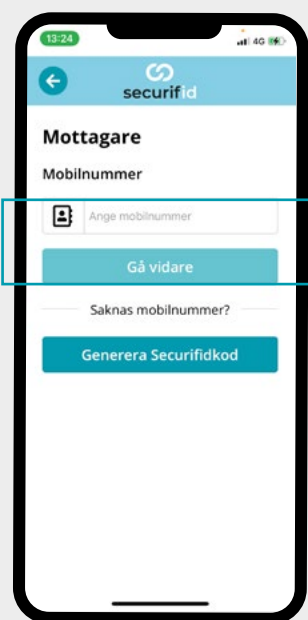 13:24
4G
securifid
Mottagare
Mobilnummer
Ange mobilnummer
Gå vidare
Saknas mobilnummer?
Generera Securifidkod